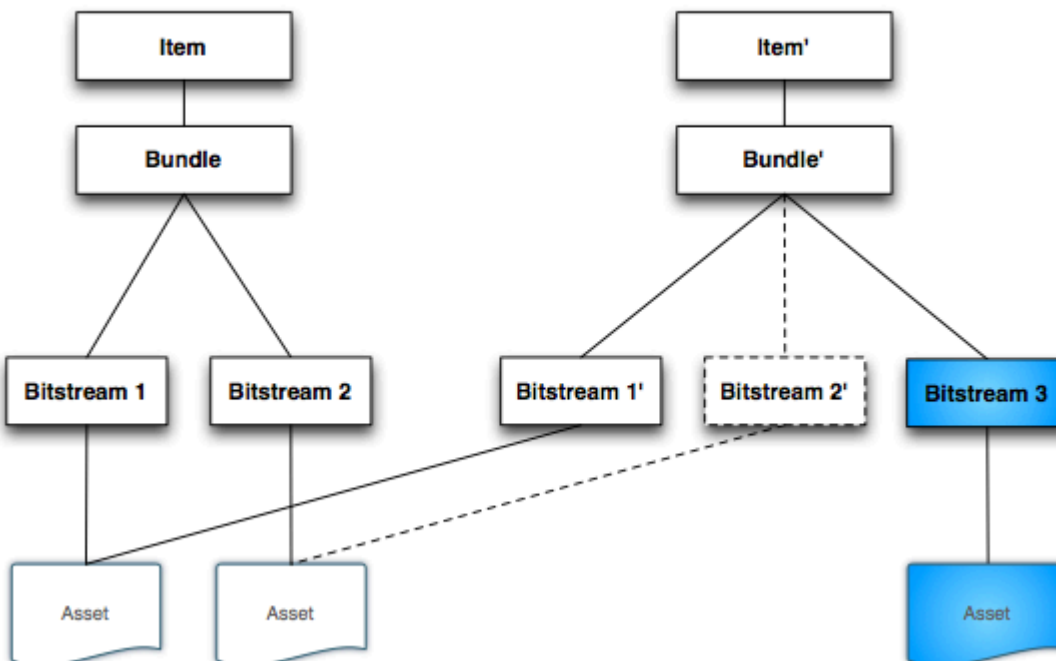 Item
Item'
Bundle
Bundle'
Bitstream 1
Bitstream 2
Bitstream 1'
Bitstream 2'
Bitstream 3
Asset
Asset
Asset